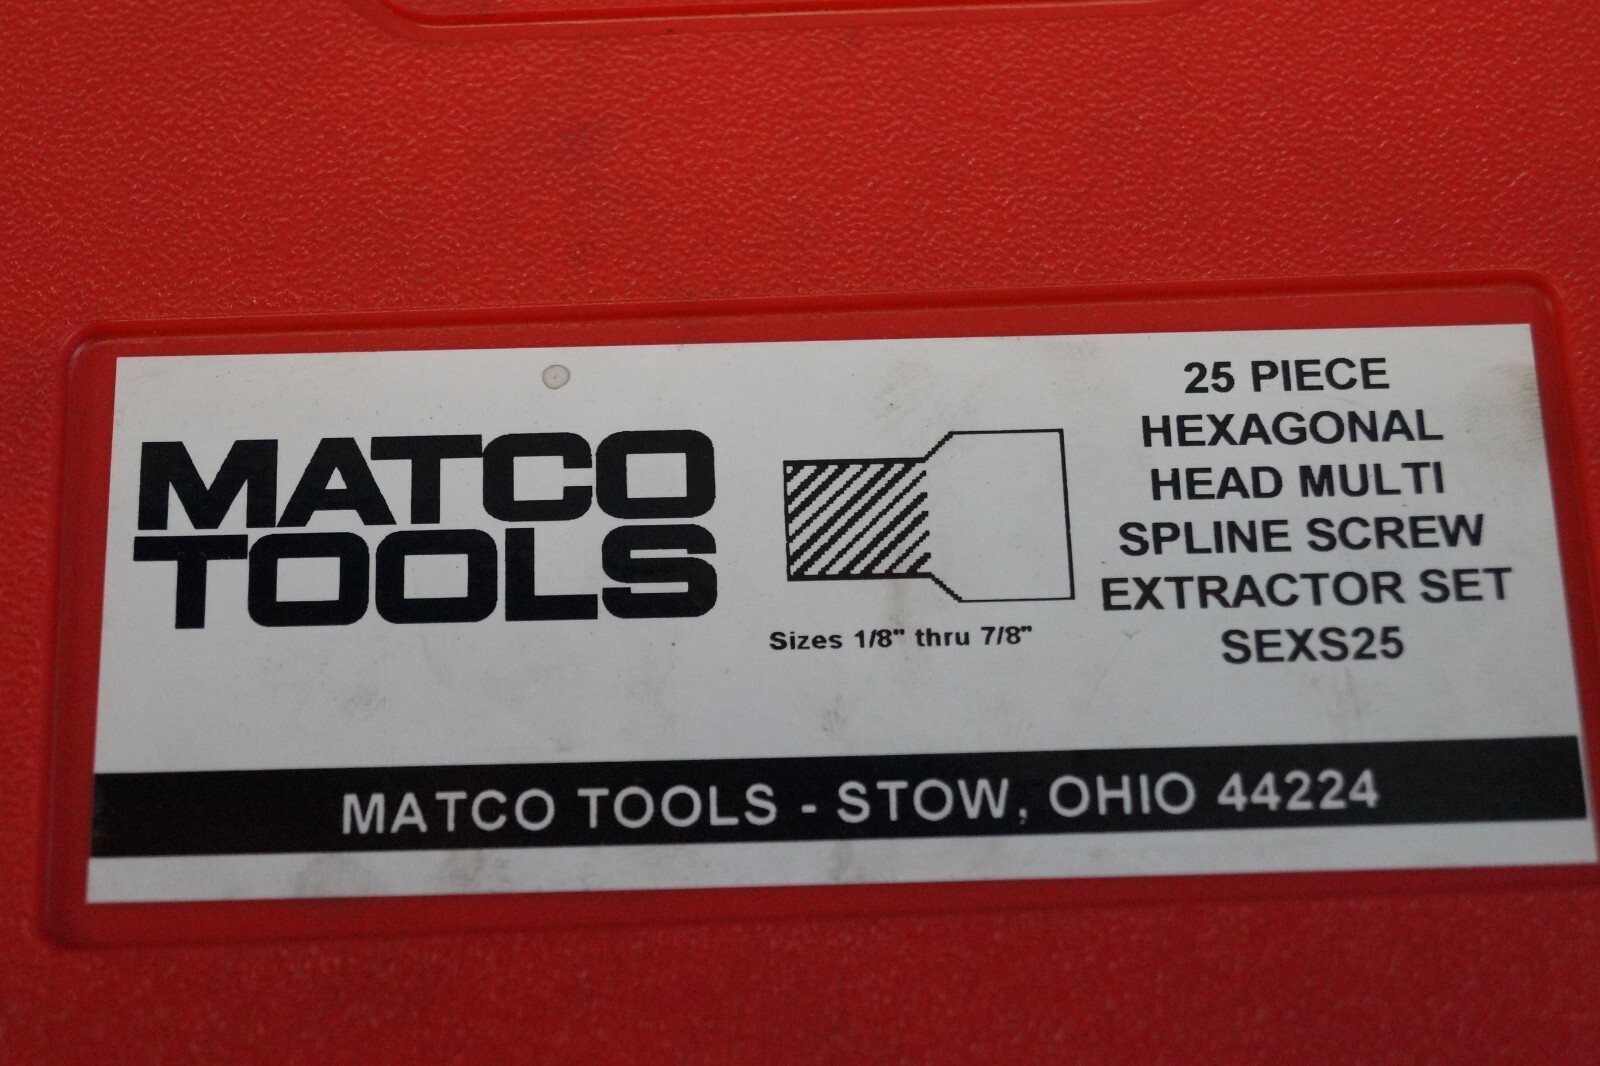 MATCO
TOOLS
Sizes 1/8" thru 7/8"
25 PIECE
HEXAGONAL
HEAD MULTI
SPLINE SCREW
EXTRACTOR SET
SEXS25
MATCO TOOLS - STOW, OHIO 44224